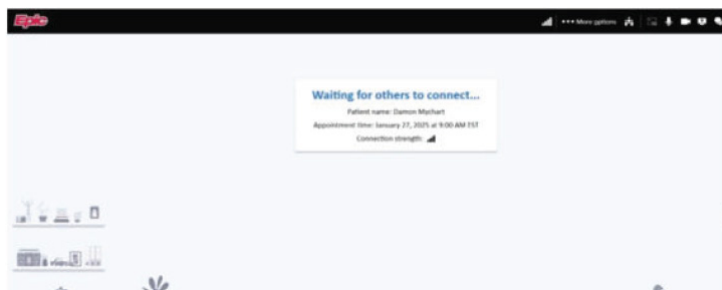 Epic
More options
Waiting for others to connect...
Patient name: Damon Mychart
Appointment time: January 27, 2025 at 9:00 AM EST
Connection strength: